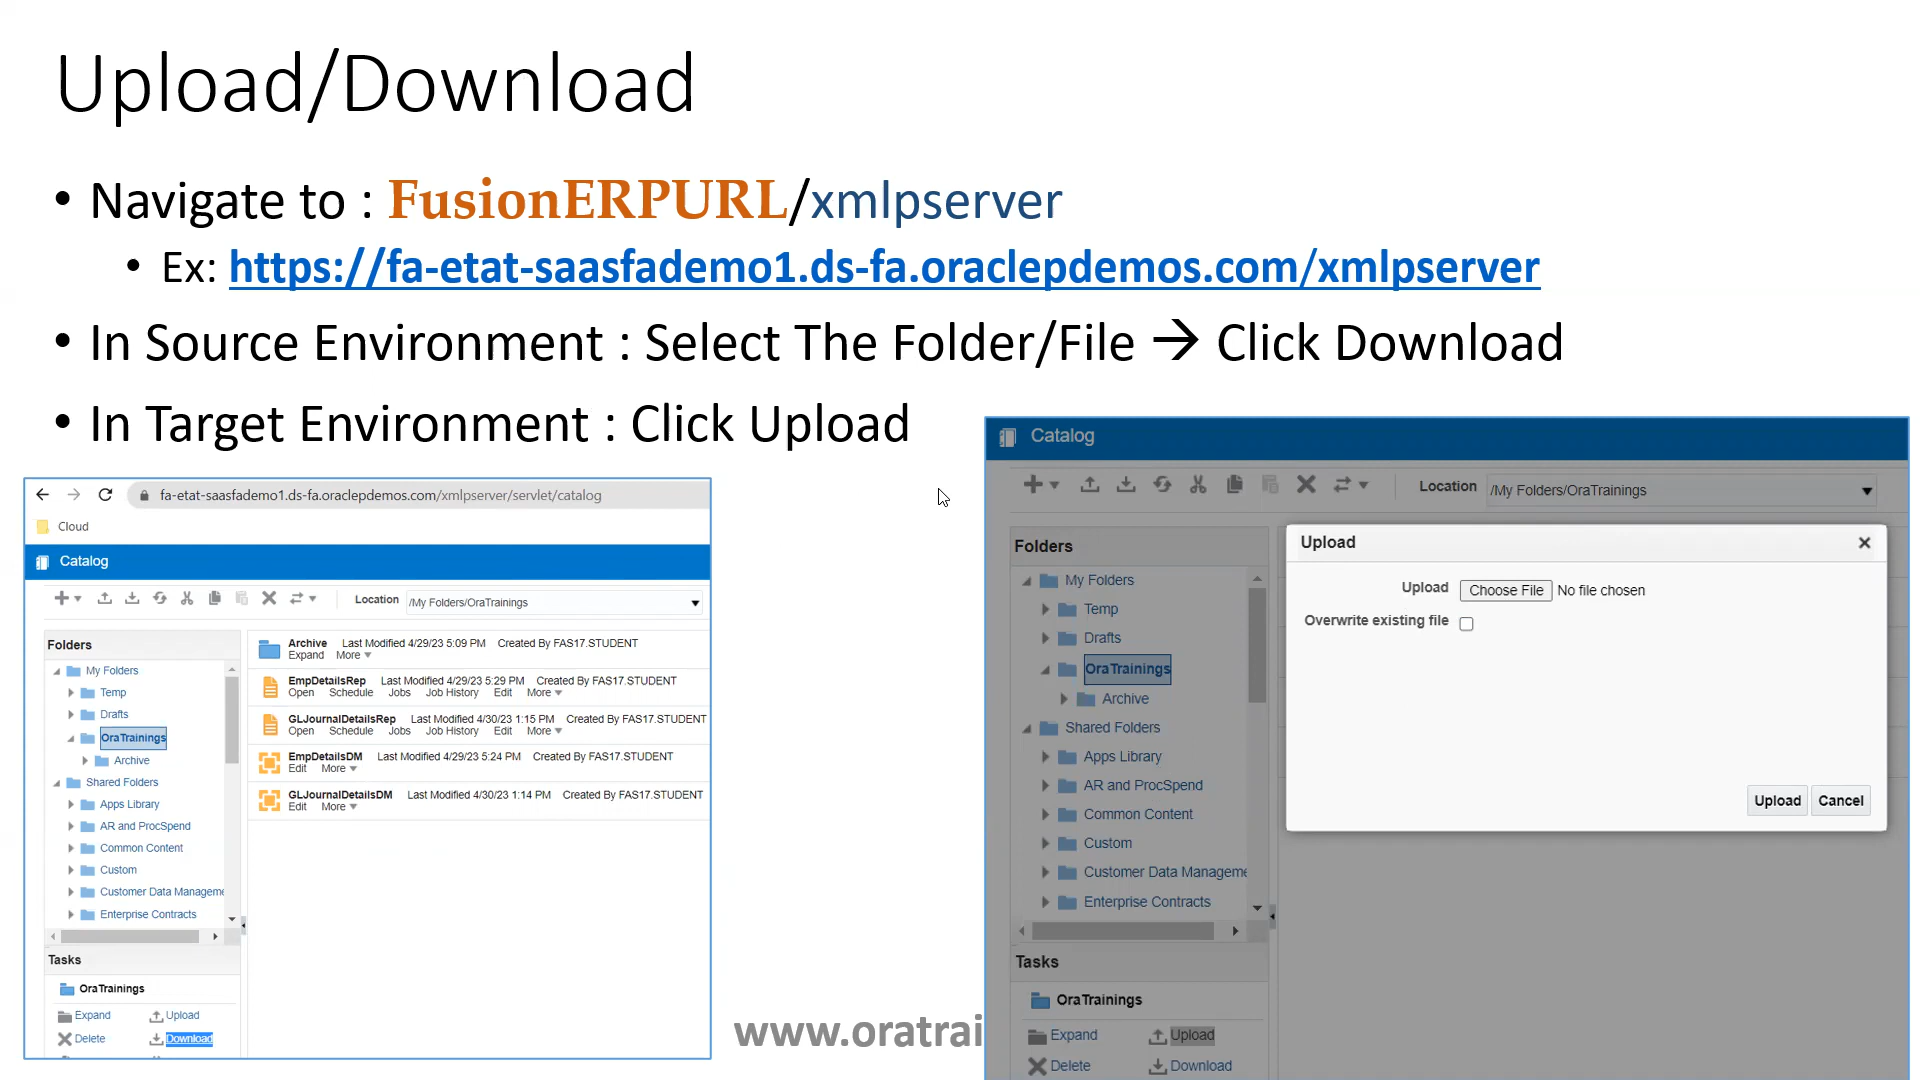 Upload/Download
• Navigate to : FusionERPURL/xmlpserver
• Ex: https://fa-etat-saasfademo1.ds-fa.oraclepdemos.com/xmlpserver
• In Source Environment : Select The Folder/File → Click Download
• In Target Environment : Click Upload
fa-etat-saasfademo1.ds-fa.oraclepdemos.com/xmlpserver/servlet/catalog
Cloud
Catalog
Location /My Folders/OraTrainings
Folders
My Folders
Temp
Drafts
OraTrainings
Archive
Shared Folders
Apps Library
AR and ProcSpend
Common Content
Custom
Customer Data Manageme
Enterprise Contracts
Tasks
OraTrainings
Expand Upload
Delete Download
Archive Last Modified 4/29/23 5:09 PM Created By FAS17.STUDENT
Expand More
EmpDetailsRep Last Modified 4/29/23 5:29 PM Created By FAS17.STUDENT
Open Schedule Jobs Job History Edit More
GLJournalDetailsRep Last Modified 4/30/23 1:15 PM Created By FAS17.STUDENT
Open Schedule Jobs Job History Edit More
EmpDetailsDM Last Modified 4/29/23 5:24 PM Created By FAS17.STUDENT
Edit More
GLJournalDetailsDM Last Modified 4/30/23 1:14 PM Created By FAS17.STUDENT
Edit More
www.oratrai
Catalog
Location /My Folders/OraTrainings
Folders
My Folders
Temp
Drafts
OraTrainings
Archive
Shared Folders
Apps Library
AR and ProcSpend
Common Content
Custom
Customer Data Manageme
Enterprise Contracts
Tasks
OraTrainings
Expand Upload
Delete Download
Upload
Upload Choose File No file chosen
Overwrite existing file
Upload Cancel